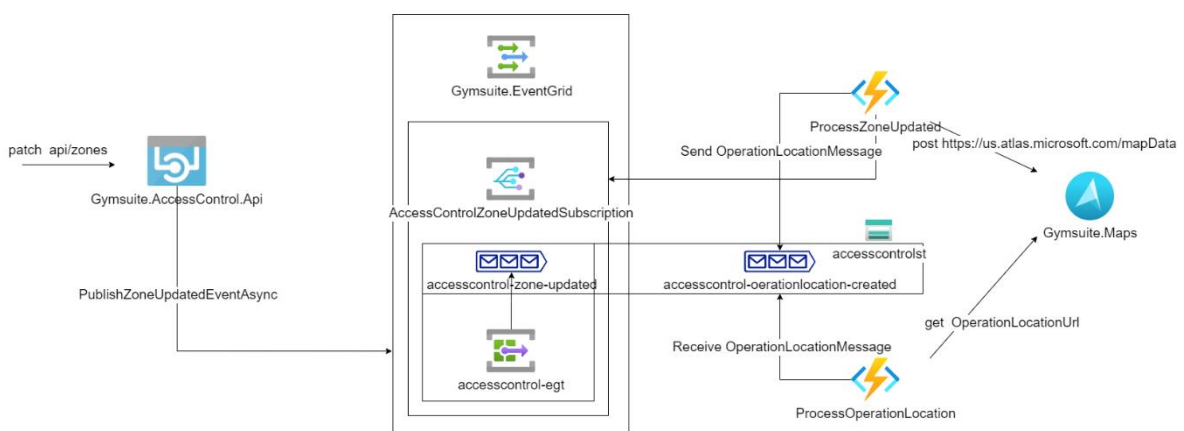 Gymsuite.EventGrid
patch api/zones
Gymsuite.AccessControl.Api
ProcessZoneUpdated
post https://us.atlas.microsoft.com/mapData
Send OperationLocationMessage
AccessControlZoneUpdatedSubscription
Gymsuite.Maps
accesscontrolst
accesscontrol-zone-updated
accesscontrol-oerationlocation-created
PublishZoneUpdatedEventAsync
get OperationLocationUrl
Receive OperationLocationMessage
accesscontrol-egt
ProcessOperationLocation